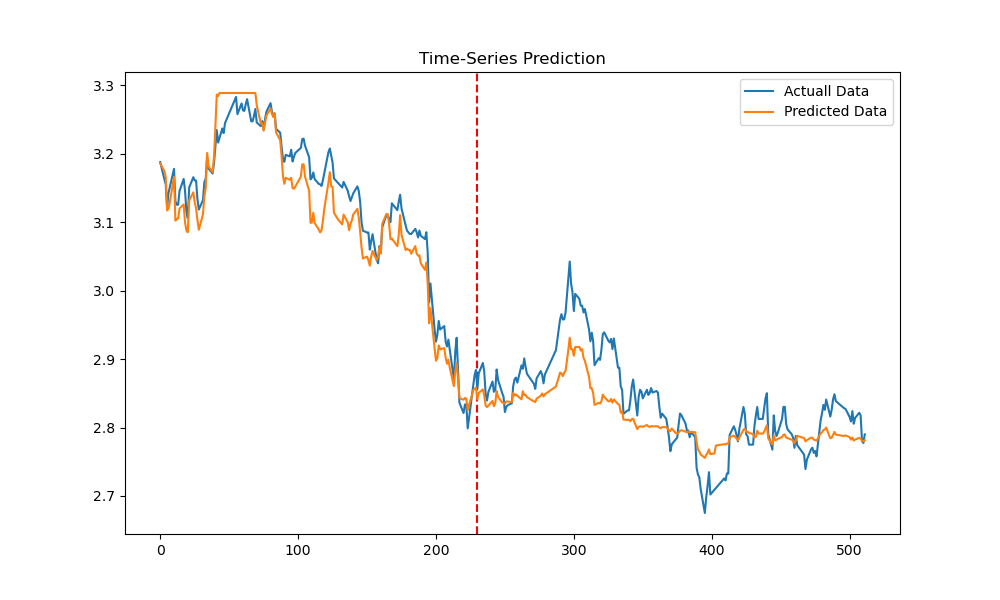 Time-Series Prediction
Actuall Data
Predicted Data
3.3
3.2
3.1
3.0
2.9
2.8
2.7
0 100 200 300 400 500